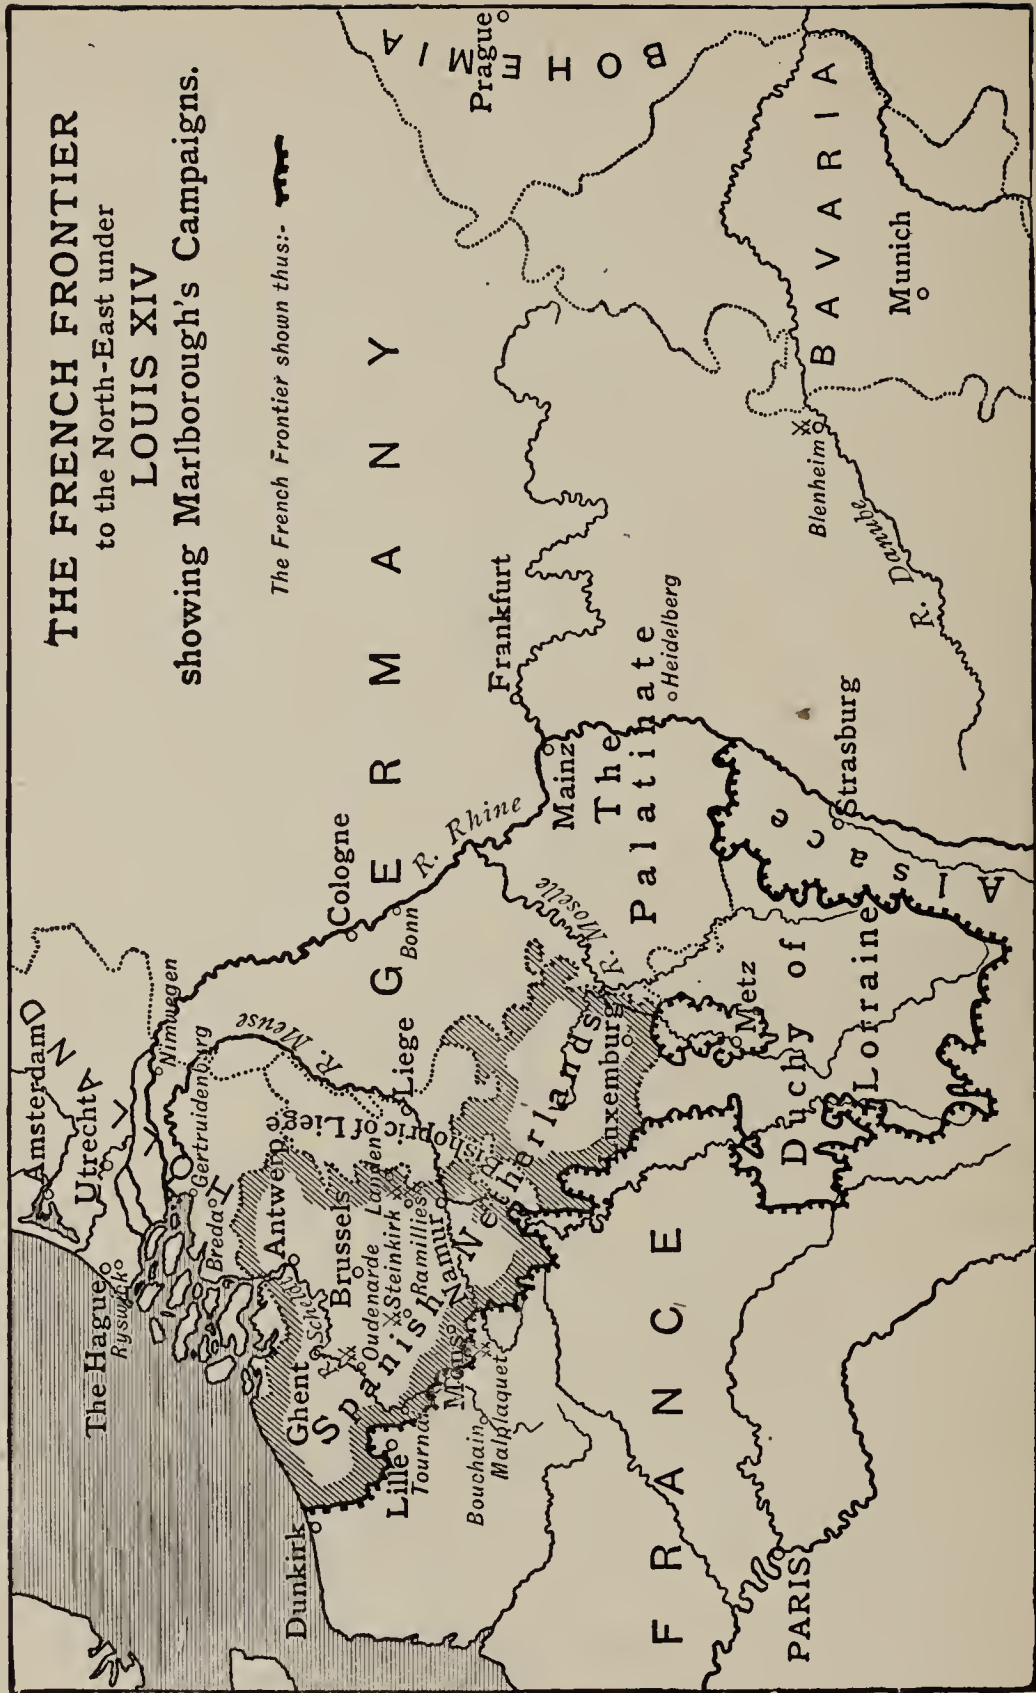 THE FRENCH FRONTIER
to the North-East under
LOUIS XIV
showing Marlborough's Campaigns.
The French Frontier shown thus:-
Amsterdam
Utrecht
The Hague
Ryswick
Nimwegen
Gertruidenburg
Breda
Antwerp
Ghent
R. Scheldt
Brussels
Oudenarde
Landen
Steinkirk
Ramillies
Namur
Mons
Dunkirk
Lille
Tournai
Bouchain
Malplaquet
Spanish Netherlands
Bishopric of Liege
Liege
R. Meuse
Cologne
Bonn
R. Rhine
GERMANY
Frankfurt
Mainz
The
Palatinate
Heidelberg
R. Moselle
Luxemburg
Metz
Duchy of
Lorraine
Alsace
Strasburg
R. Danube
Blenheim
BAVARIA
Munich
BOHEMIA
Prague
FRANCE
PARIS